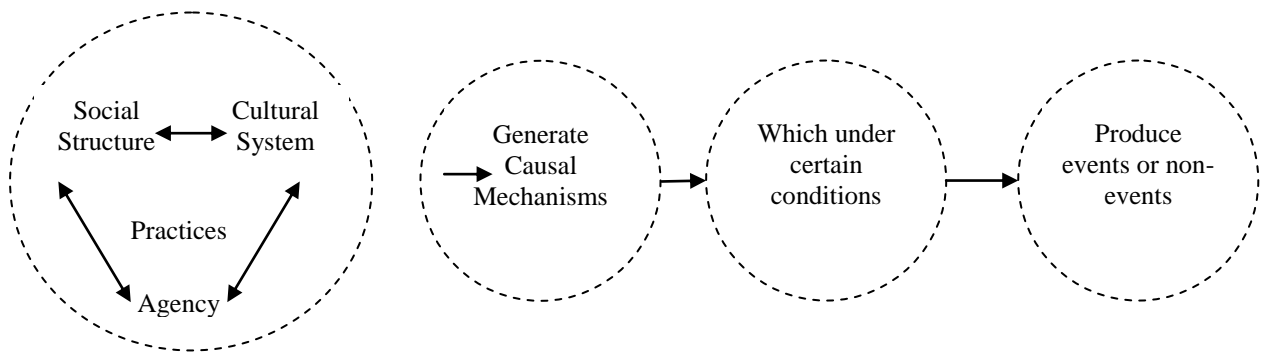 Social
Structure
Cultural
System
Practices
Agency
Generate
Causal
Mechanisms
Which under
certain
conditions
Produce
events or non-
events